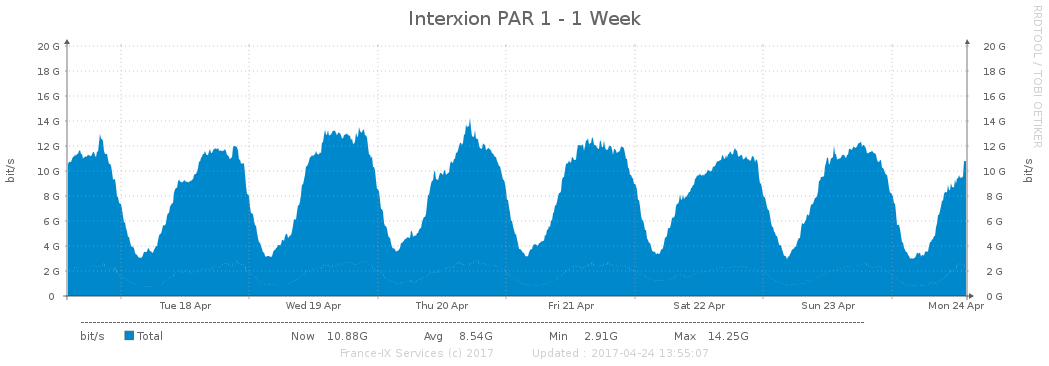 Interxion PAR 1 - 1 Week
RRDTOOL / TOBI OETIKER
20 G 20 G
18 G 18 G
16 G 16 G
14 G 14 G
12 G 12 G
10 G 10 G
8 G 8 G
6 G 6 G
4 G 4 G
2 G 2 G
0 0 G
bit/s
bit/s
Tue 18 Apr Wed 19 Apr Thu 20 Apr Fri 21 Apr Sat 22 Apr Sun 23 Apr Mon 24 Apr
bit/s Total Now 10.88G Avg 8.54G Min 2.91G Max 14.25G
France-IX Services (c) 2017 Updated : 2017-04-24 13:55:07